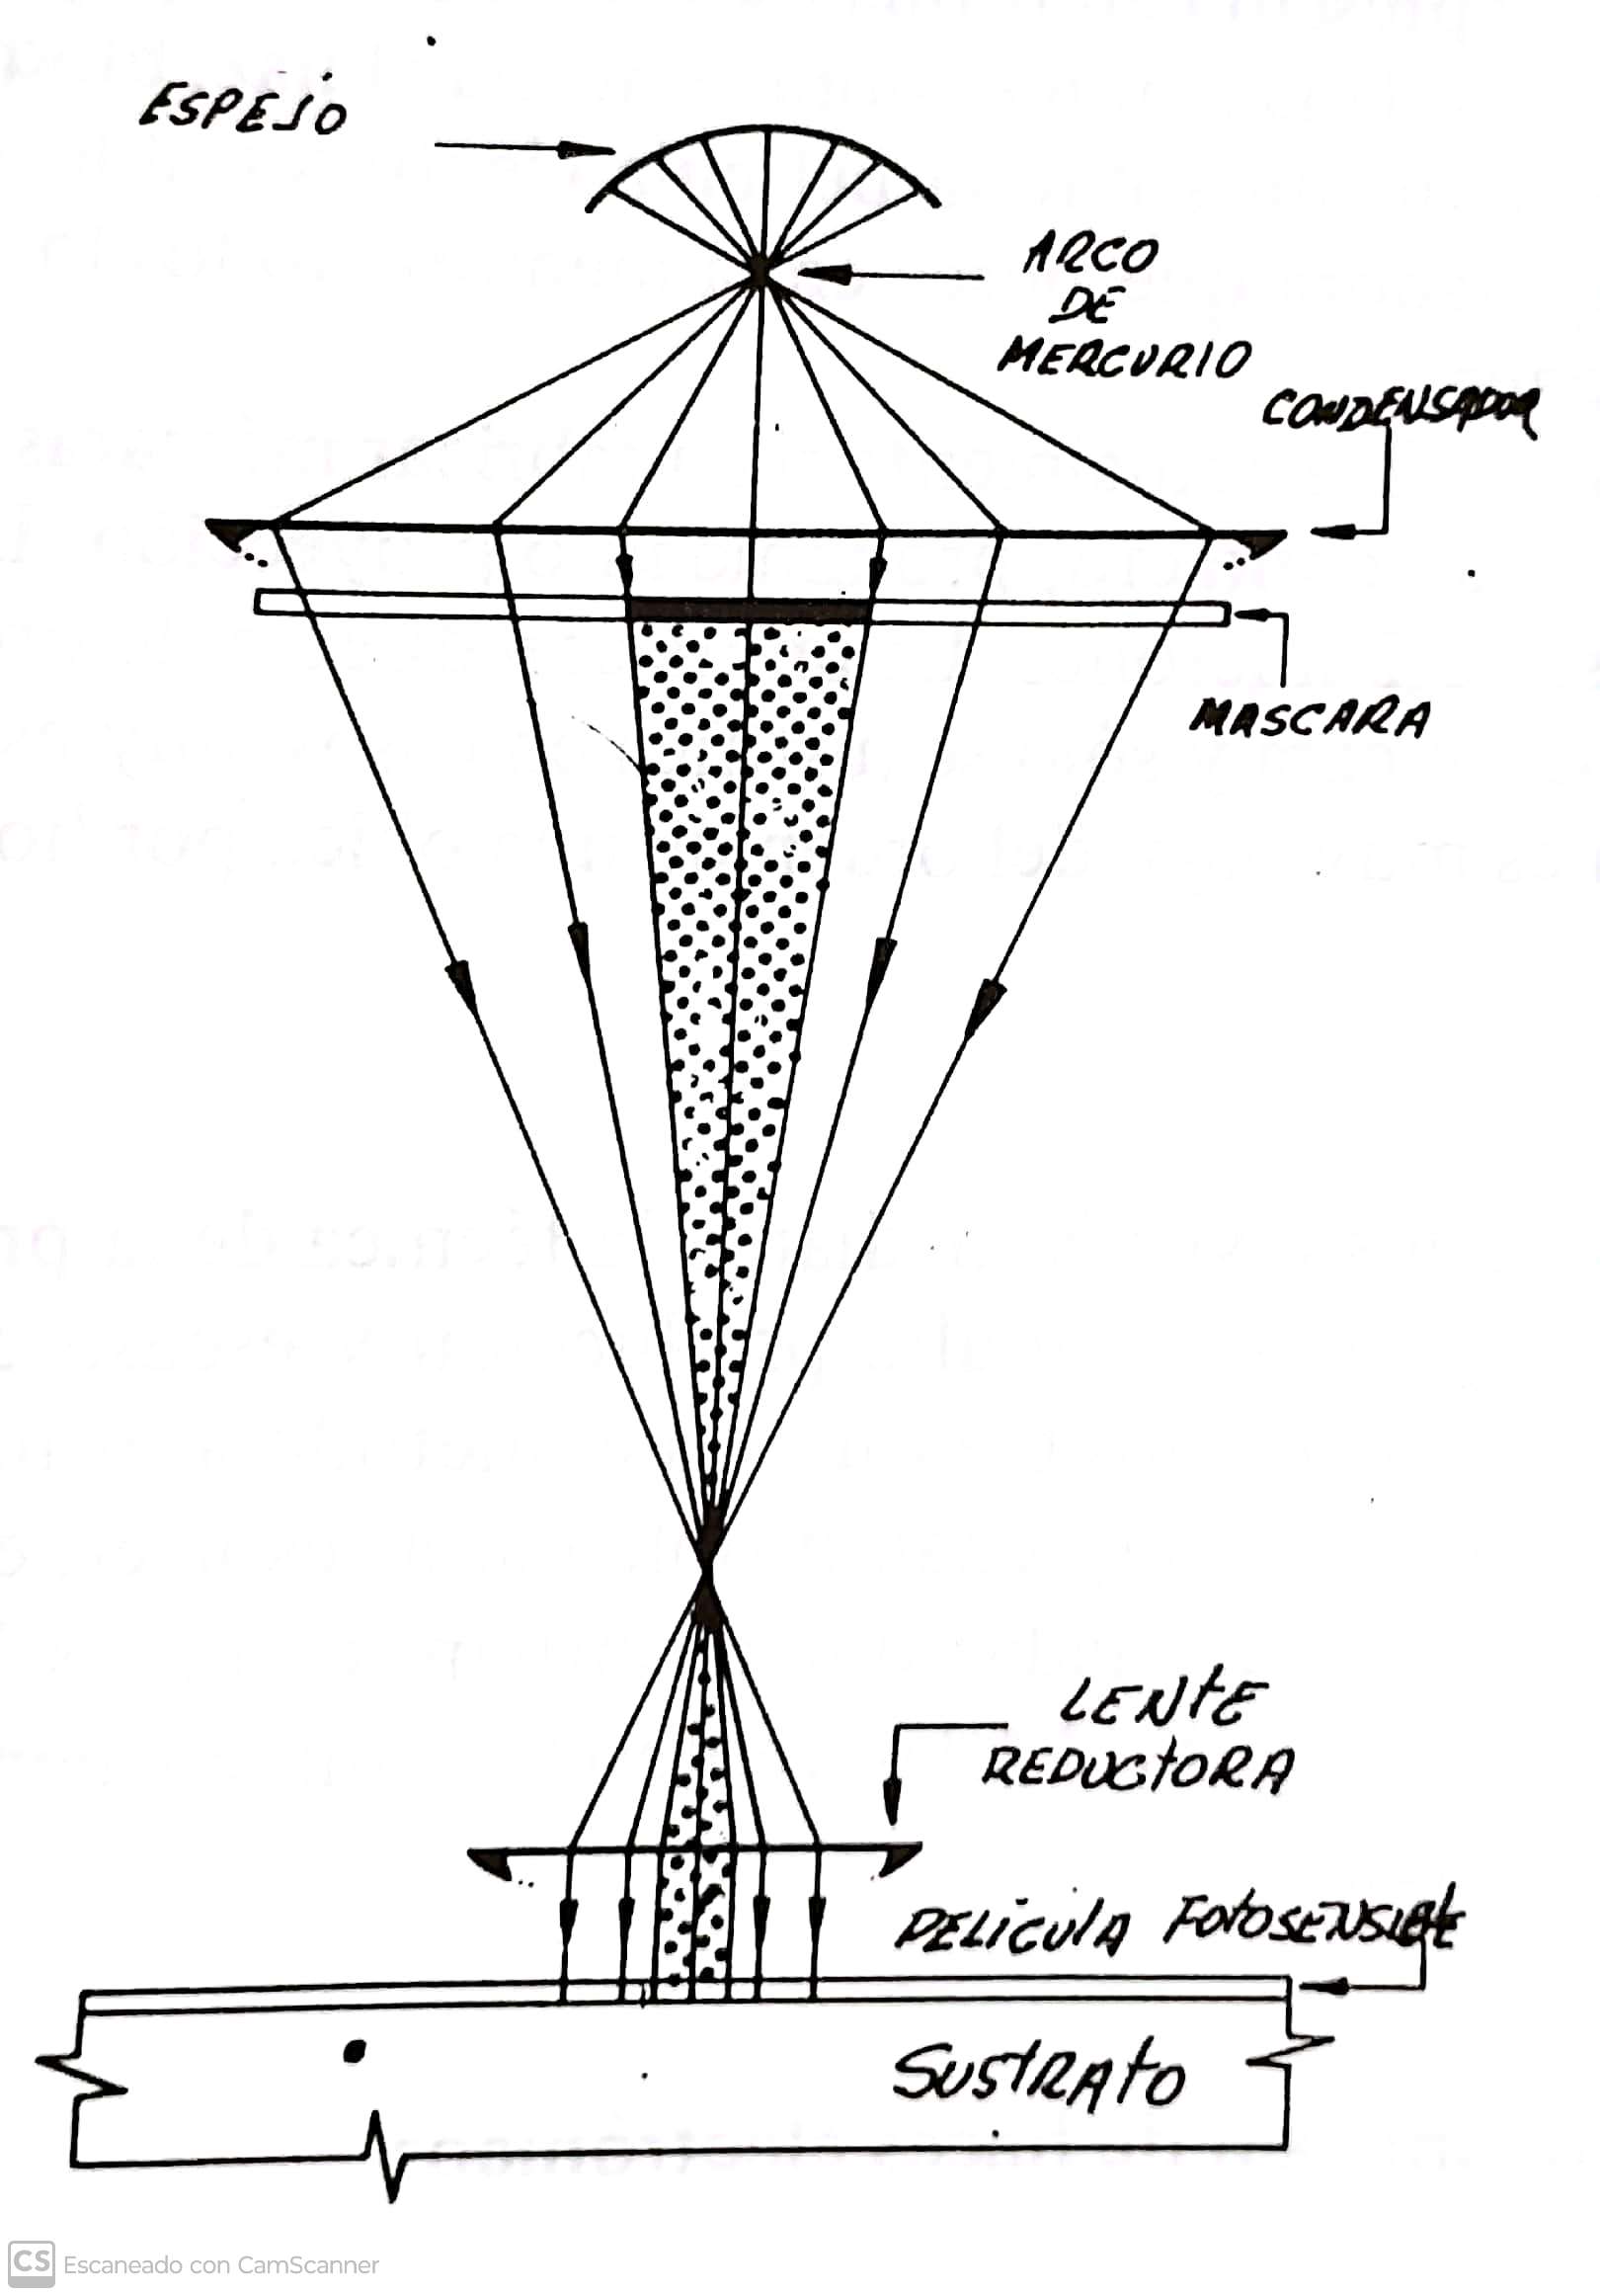 ESPEJO
ARCO
DE
MERCURIO
CONDENSADOR
MASCARA
LENTE
REDUCTORA
PELICULA FOTOSENSIBLE
SUSTRATO
CS Escaneado con CamScanner